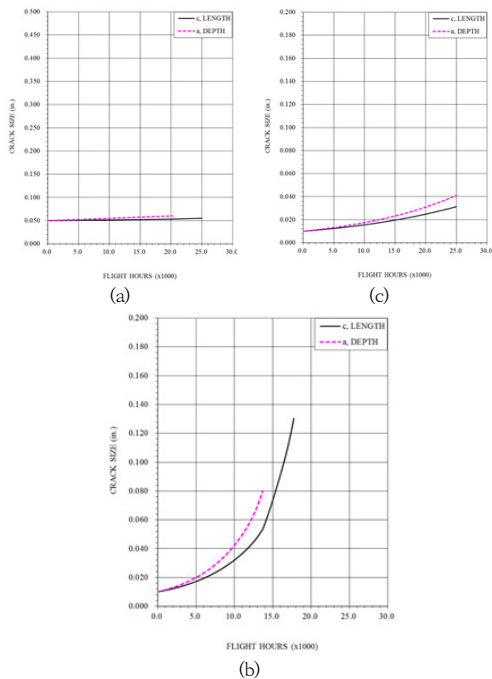 0.500
0.450
0.400
0.350
0.300
0.250
0.200
0.150
0.100
0.050
0.000
CRACK SIZE (in.)
c, LENGTH
a, DEPTH
0.0 5.0 10.0 15.0 20.0 25.0 30.0
FLIGHT HOURS (x1000)
(a)
0.200
0.180
0.160
0.140
0.120
0.100
0.080
0.060
0.040
0.020
0.000
CRACK SIZE (in.)
c, LENGTH
a, DEPTH
0.0 5.0 10.0 15.0 20.0 25.0 30.0
FLIGHT HOURS (x1000)
(c)
0.200
0.180
0.160
0.140
0.120
0.100
0.080
0.060
0.040
0.020
0.000
CRACK SIZE (in.)
c, LENGTH
a, DEPTH
0.0 5.0 10.0 15.0 20.0 25.0 30.0
FLIGHT HOURS (x1000)
(b)